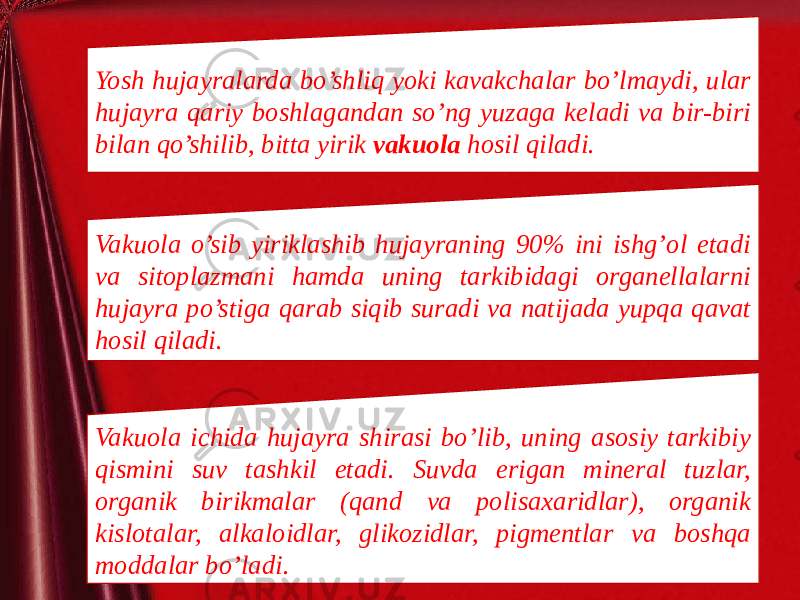 Yosh hujayralarda bo’shliq yoki kavakchalar bo’lmaydi, ular
hujayra qariy boshlagandan so’ng yuzaga keladi va bir-biri
bilan qo’shilib, bitta yirik vakuola hosil qiladi.
Vakuola o’sib yiriklashib hujayraning 90% ini ishg’ol etadi
va sitoplazmani hamda uning tarkibidagi organellalarni
hujayra po’stiga qarab siqib suradi va natijada yupqa qavat
hosil qiladi.
Vakuola ichida hujayra shirasi bo’lib, uning asosiy tarkibiy
qismini suv tashkil etadi. Suvda erigan mineral tuzlar,
organik birikmalar (qand va polisaxaridlar), organik
kislotalar, alkaloidlar, glikozidlar, pigmentlar va boshqa
moddalar bo’ladi.
ARXIV.UZ
ARXIV.UZ
ARXIV.UZ
ARXIV.UZ